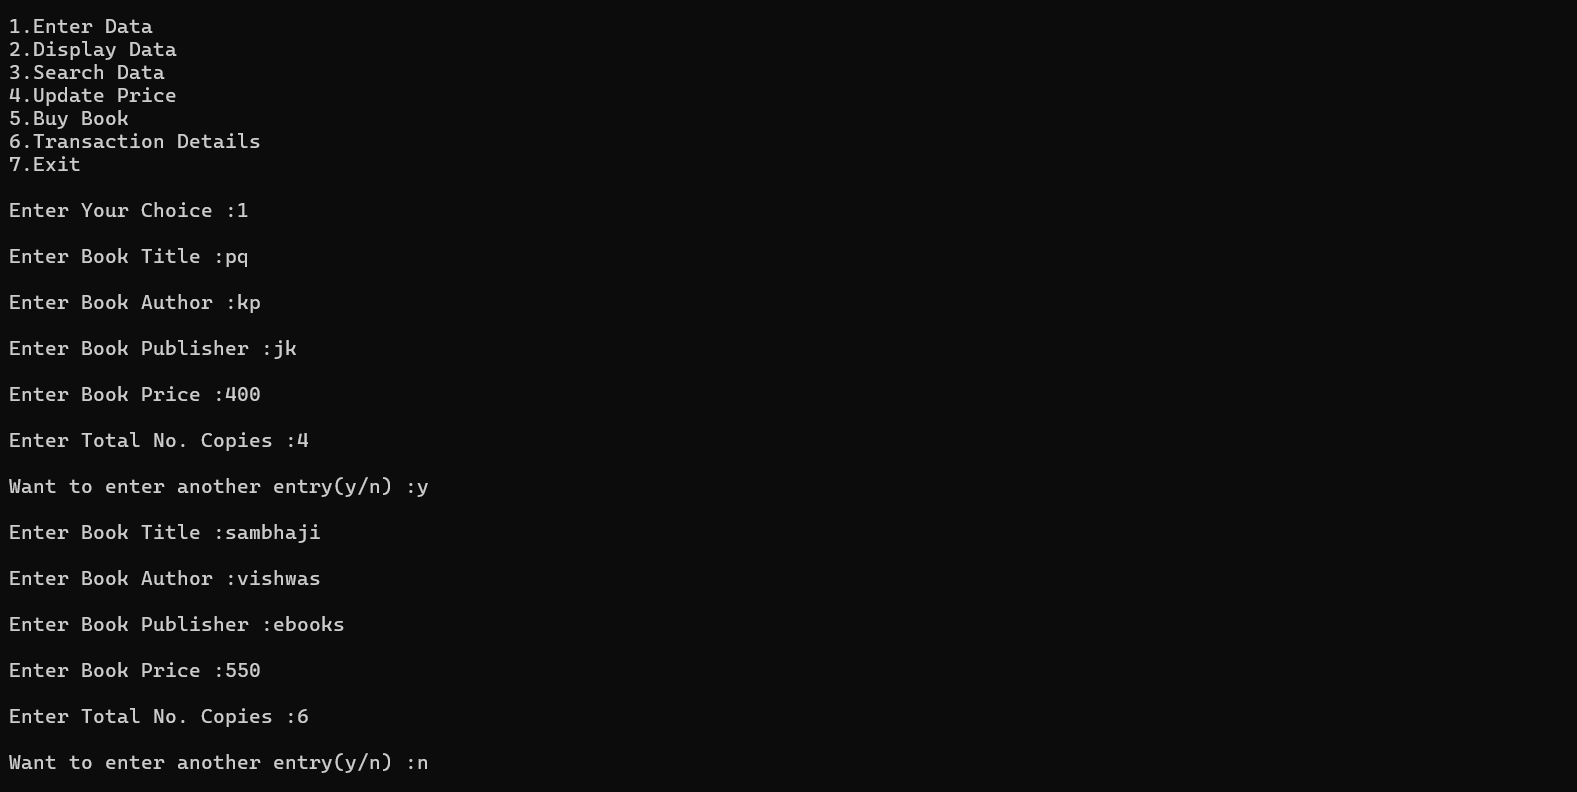 1.Enter Data
2.Display Data
3.Search Data
4.Update Price
5.Buy Book
6.Transaction Details
7.Exit
Enter Your Choice :1
Enter Book Title :pq
Enter Book Author :kp
Enter Book Publisher :jk
Enter Book Price :400
Enter Total No. Copies :4
Want to enter another entry(y/n) :y
Enter Book Title :sambhaji
Enter Book Author :vishwas
Enter Book Publisher :ebooks
Enter Book Price :550
Enter Total No. Copies :6
Want to enter another entry(y/n) :n